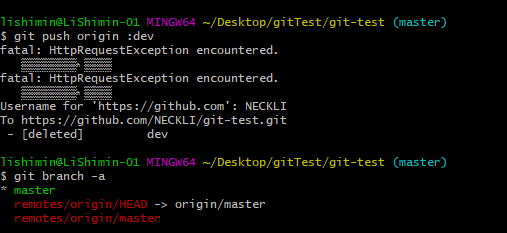 lishimin@LiShimin-01 MINGW64 ~/Desktop/gitTest/git-test (master)
$ git push origin :dev
fatal: HttpRequestException encountered.
fatal: HttpRequestException encountered.
Username for 'https://github.com': NECKLI
To https://github.com/NECKLI/git-test.git
 - [deleted]         dev
lishimin@LiShimin-01 MINGW64 ~/Desktop/gitTest/git-test (master)
$ git branch -a
* master
  remotes/origin/HEAD -> origin/master
  remotes/origin/master